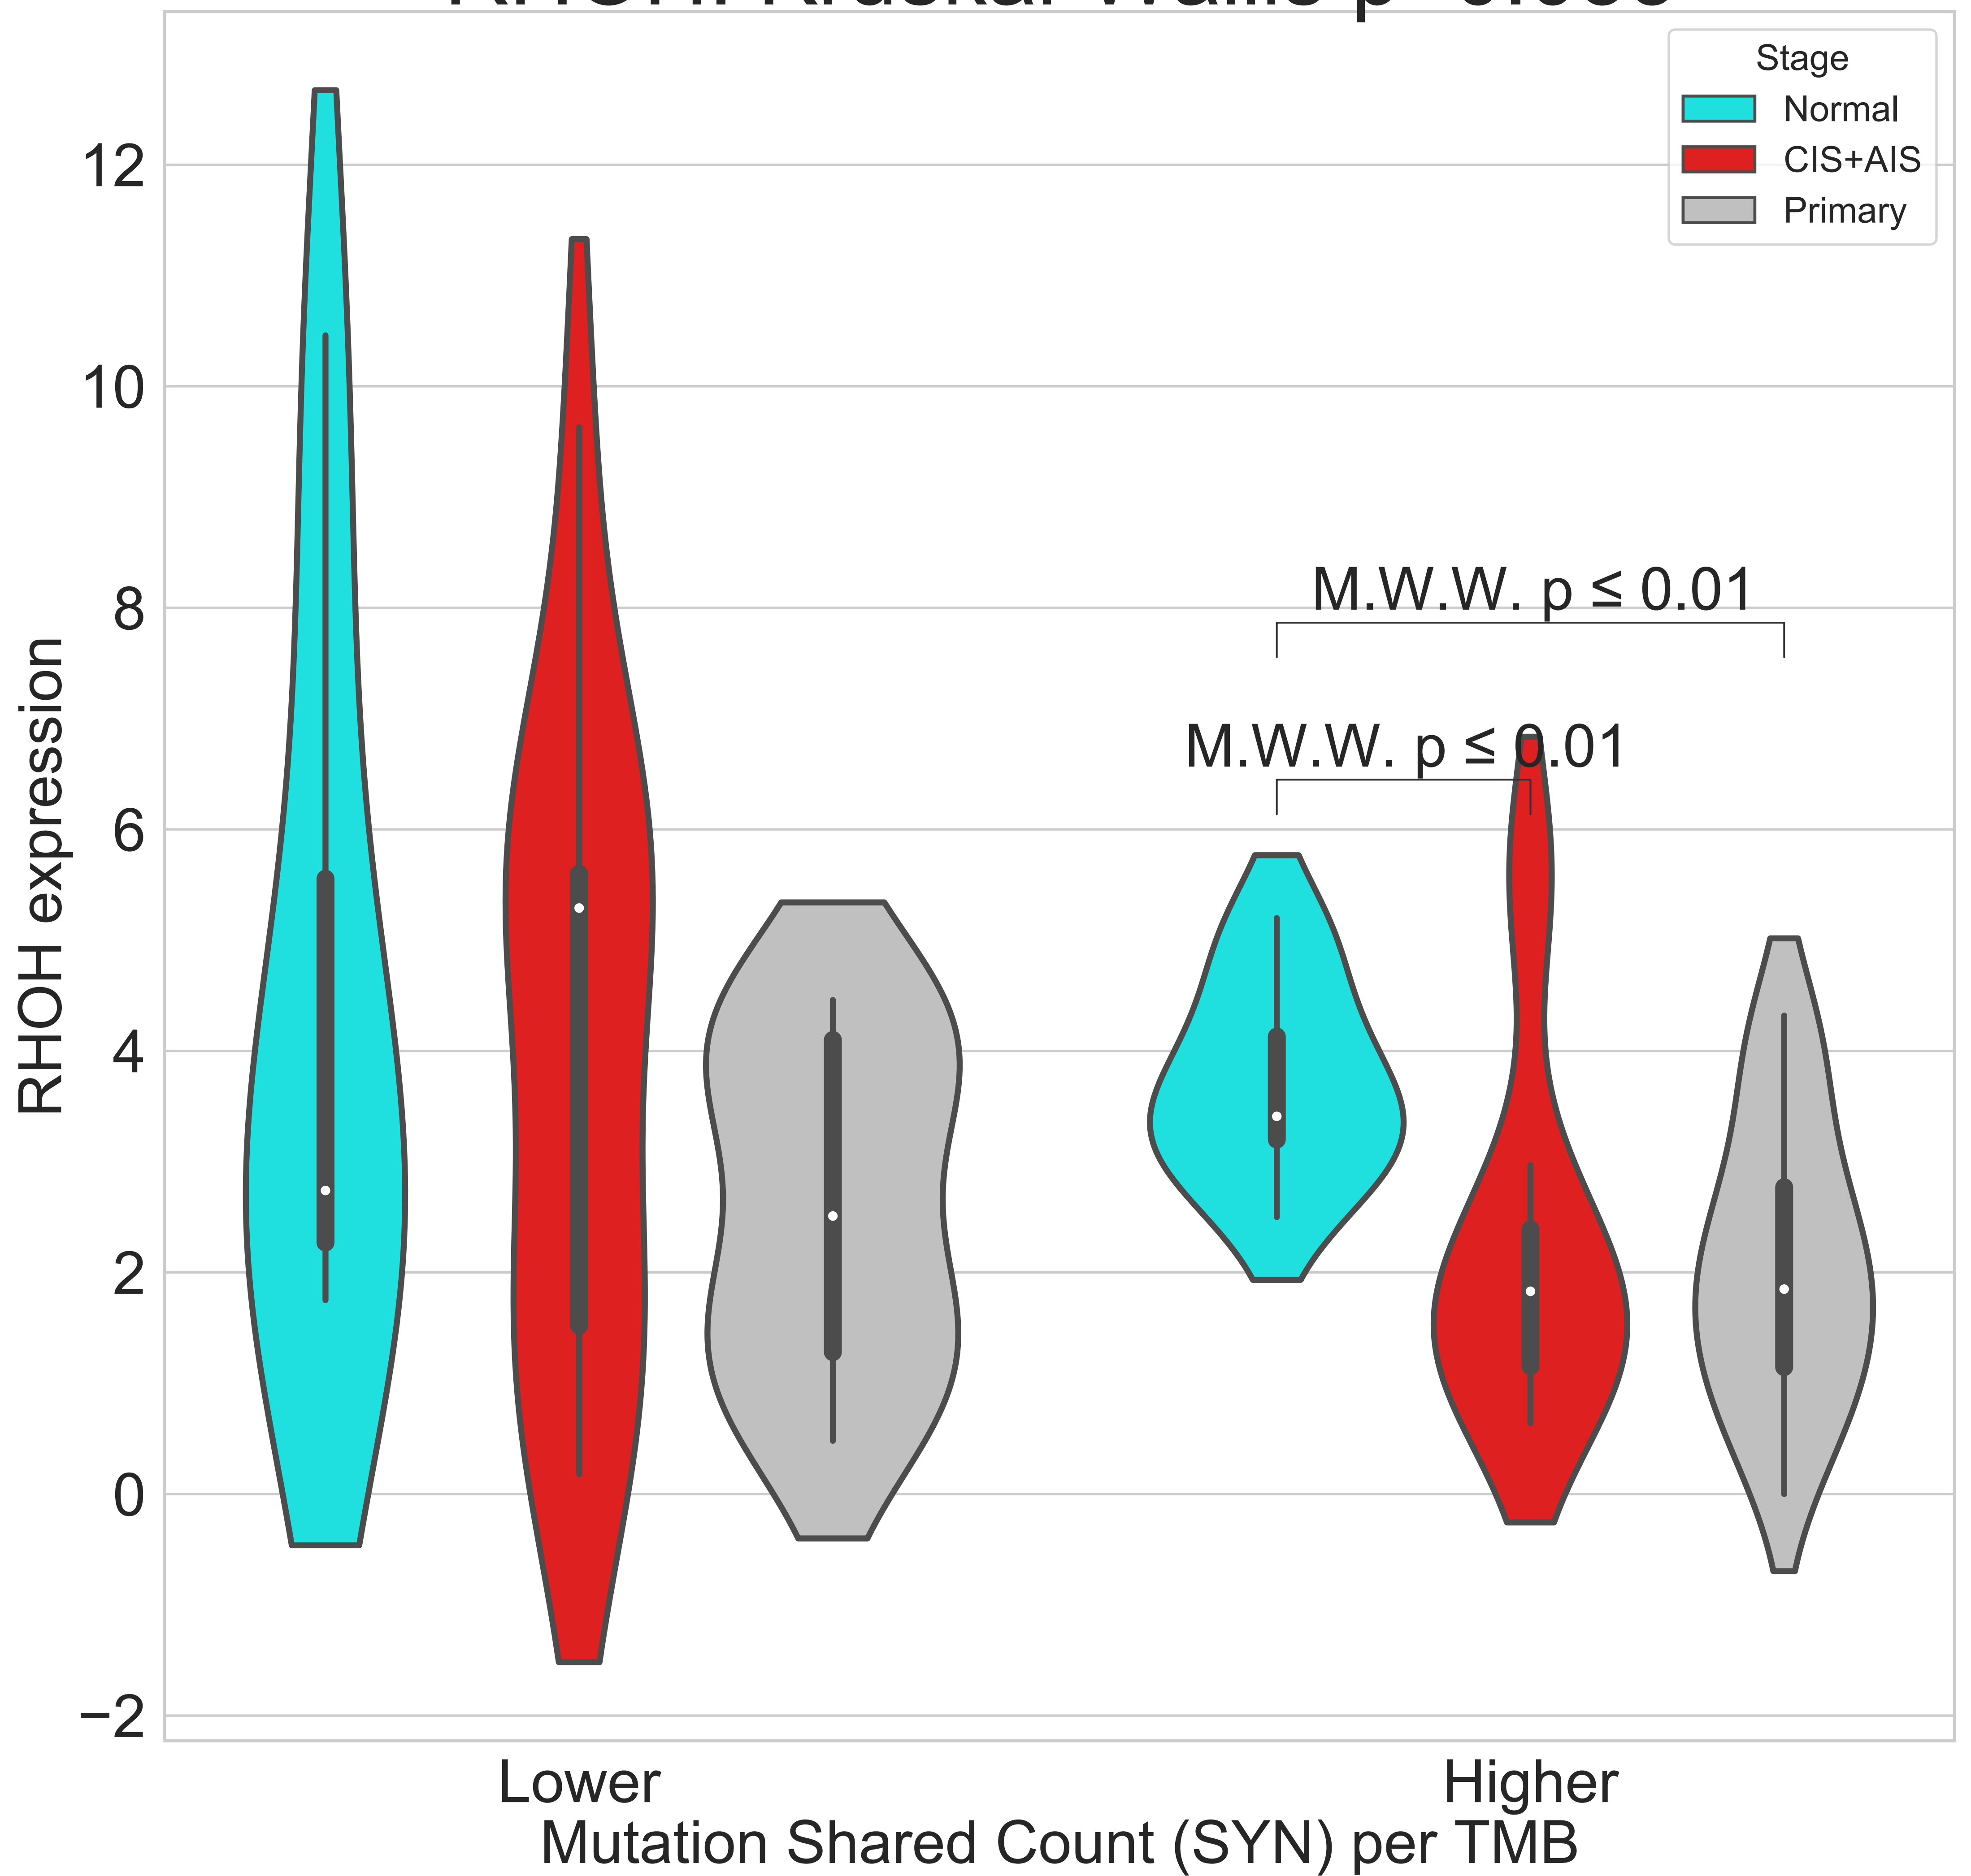 Stage
Normal
CIS+AIS
Primary
12
10
8
6
4
2
0
−2
RHOH expression
M.W.W. p ≤ 0.01
M.W.W. p ≤ 0.01
Lower
Higher
Mutation Shared Count (SYN) per TMB